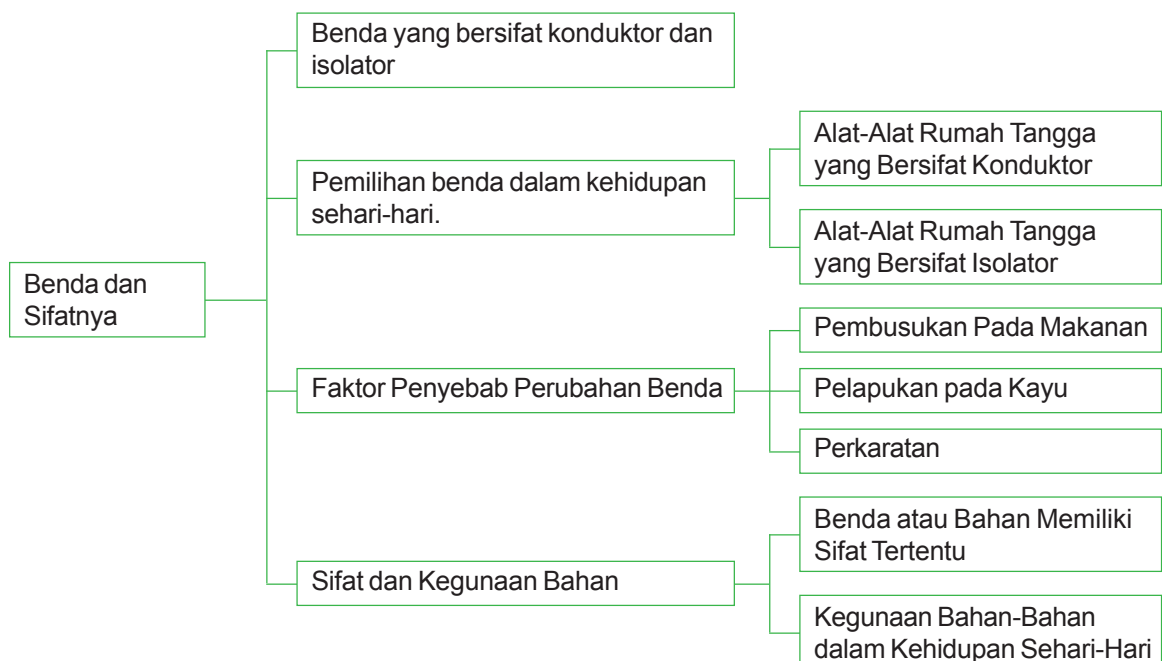 Benda dan
Sifatnya
Benda yang bersifat konduktor dan
isolator
Pemilihan benda dalam kehidupan
sehari-hari.
Alat-Alat Rumah Tangga
yang Bersifat Konduktor
Alat-Alat Rumah Tangga
yang Bersifat Isolator
Faktor Penyebab Perubahan Benda
Pembusukan Pada Makanan
Pelapukan pada Kayu
Perkaratan
Sifat dan Kegunaan Bahan
Benda atau Bahan Memiliki
Sifat Tertentu
Kegunaan Bahan-Bahan
dalam Kehidupan Sehari-Hari